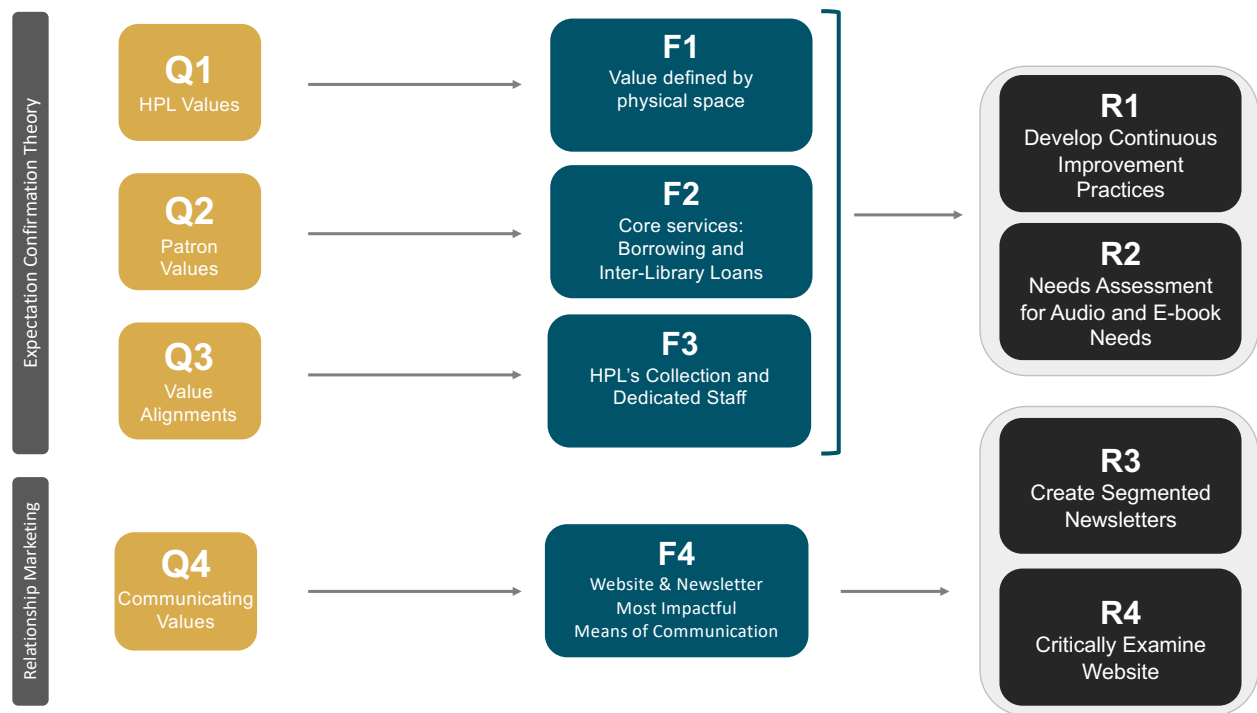 Expectation Confirmation Theory
Q1
HPL Values
F1
Value defined by
physical space
Q2
Patron
Values
F2
Core services:
Borrowing and
Inter-Library Loans
Q3
Value
Alignments
F3
HPL’s Collection and
Dedicated Staff
R1
Develop Continuous
Improvement
Practices
R2
Needs Assessment
for Audio and E-book
Needs
Relationship Marketing
Q4
Communicating
Values
F4
Website & Newsletter
Most Impactful
Means of Communication
R3
Create Segmented
Newsletters
R4
Critically Examine
Website